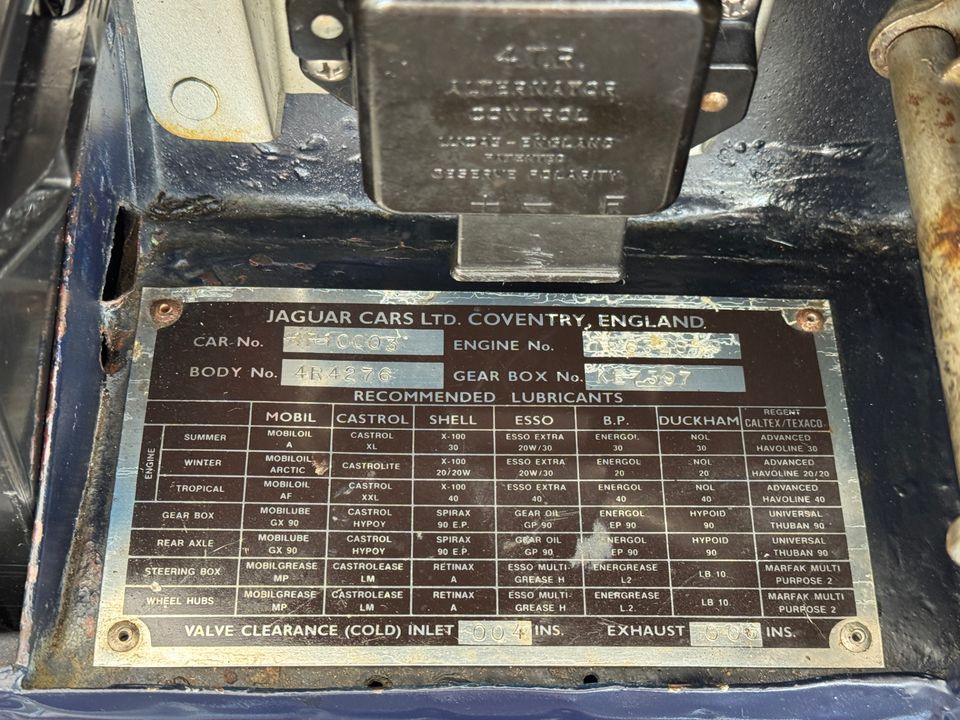 4.T.R.
ALTERNATOR
CONTROL
LUCAS - ENGLAND
PATENTED
OBSERVE POLARITY
+ - F
JAGUAR CARS LTD. COVENTRY, ENGLAND.
CAR No. ENGINE No.
BODY No. 4R4276 GEAR BOX No.
RECOMMENDED LUBRICANTS
MOBIL CASTROL SHELL ESSO B.P. DUCKHAM REGENT CALTEX/TEXACO
ENGINE
SUMMER MOBILOIL A CASTROL XL X-100 30 ESSO EXTRA 20W/30 ENERGOL 30 NOL 30 ADVANCED HAVOLINE 30
WINTER MOBILOIL ARCTIC CASTROLITE X-100 20/20W ESSO EXTRA 20W/30 ENERGOL 20 NOL 20 ADVANCED HAVOLINE 20/20
TROPICAL MOBILOIL AF CASTROL XXL X-100 40 ESSO EXTRA 40 ENERGOL 40 NOL 40 ADVANCED HAVOLINE 40
GEAR BOX MOBILUBE GX 90 CASTROL HYPOY SPIRAX 90 E.P. GEAR OIL GP 90 ENERGOL EP 90 HYPOID 90 UNIVERSAL THUBAN 90
REAR AXLE MOBILUBE GX 90 CASTROL HYPOY SPIRAX 90 E.P. GEAR OIL GP 90 ENERGOL EP 90 HYPOID 90 UNIVERSAL THUBAN 90
STEERING BOX MOBILGREASE MP CASTROLEASE LM RETINAX A ESSO MULTI-GREASE H ENERGREASE L2 LB 10 MARFAK MULTI PURPOSE 2
WHEEL HUBS MOBILGREASE MP CASTROLEASE LM RETINAX A ESSO MULTI-GREASE H ENERGREASE L2. LB 10. MARFAK MULTI PURPOSE 2
VALVE CLEARANCE (COLD) INLET .004 INS. EXHAUST .006 INS.